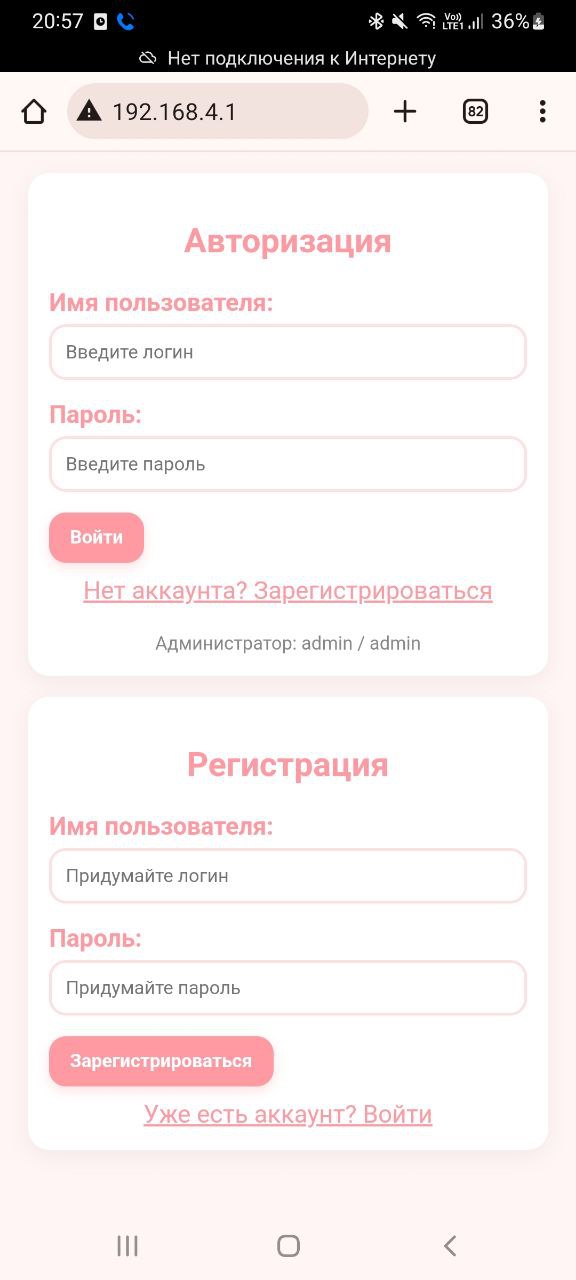 20:57 Vo)) LTE1 36%
Нет подключения к Интернету
192.168.4.1 82
Авторизация
Имя пользователя:
Введите логин
Пароль:
Введите пароль
Войти
Нет аккаунта? Зарегистрироваться
Администратор: admin / admin
Регистрация
Имя пользователя:
Придумайте логин
Пароль:
Придумайте пароль
Зарегистрироваться
Уже есть аккаунт? Войти